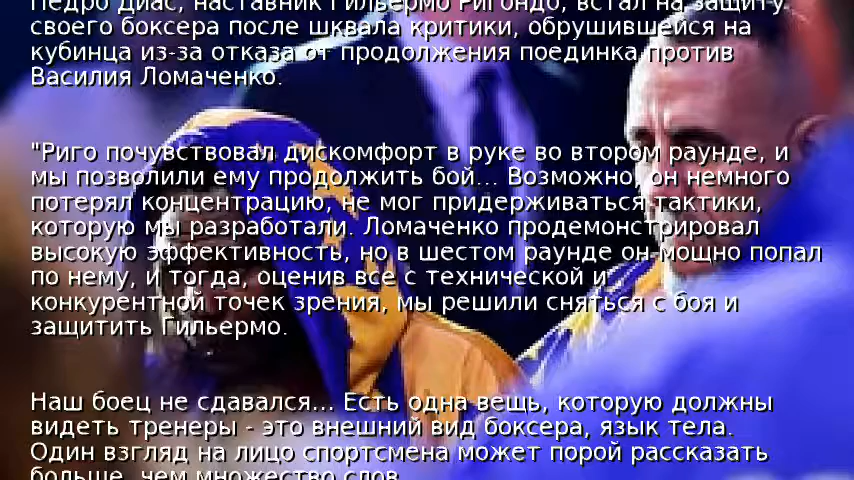 Педро Диас, наставник Гильермо Ригондо, встал на защиту
своего боксера после шквала критики, обрушившейся на
кубинца из-за отказа от продолжения поединка против
Василия Ломаченко.
"Риго почувствовал дискомфорт в руке во втором раунде, и
мы позволили ему продолжить бой... Возможно, он немного
потерял концентрацию, не мог придерживаться тактики,
которую мы разработали. Ломаченко продемонстрировал
высокую эффективность, но в шестом раунде он мощно попал
по нему, и тогда, оценив все с технической и
конкурентной точек зрения, мы решили сняться с боя и
защитить Гильермо.
Наш боец не сдавался... Есть одна вещь, которую должны
видеть тренеры - это внешний вид боксера, язык тела.
Один взгляд на лицо спортсмена может порой рассказать
больше, чем множество слов.